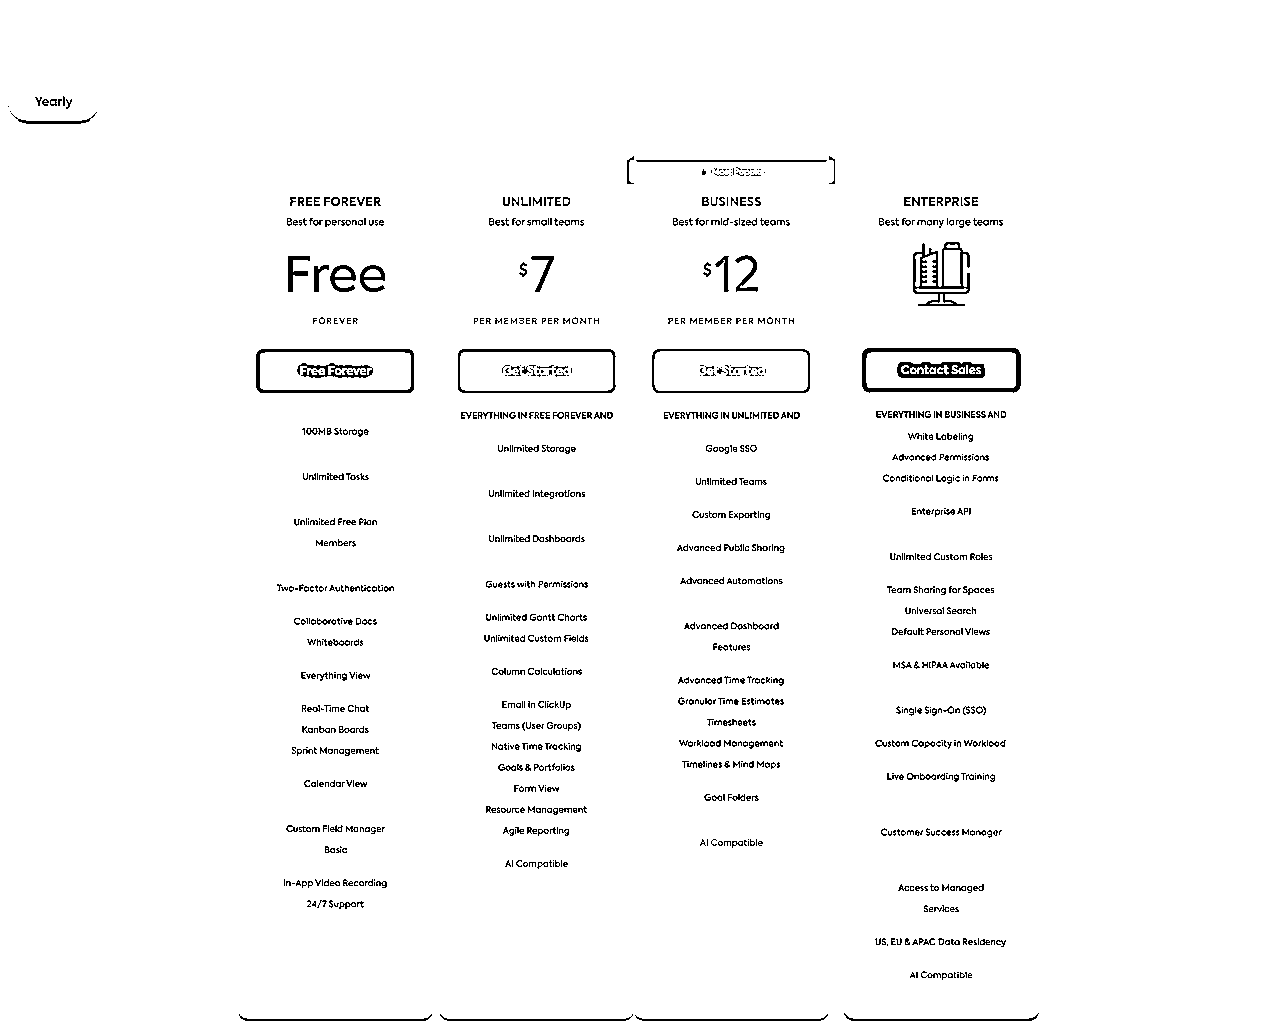 Yearly
Most Popular
FREE FOREVER
Best for personal use
Free
FOREVER
Free Forever
100MB Storage
Unlimited Tasks
Unlimited Free Plan
Members
Two-Factor Authentication
Collaborative Docs
Whiteboards
Everything View
Real-Time Chat
Kanban Boards
Sprint Management
Calendar View
Custom Field Manager
Basic
In-App Video Recording
24/7 Support
UNLIMITED
Best for small teams
$7
PER MEMBER PER MONTH
Get Started
EVERYTHING IN FREE FOREVER AND
Unlimited Storage
Unlimited Integrations
Unlimited Dashboards
Guests with Permissions
Unlimited Gantt Charts
Unlimited Custom Fields
Column Calculations
Email in ClickUp
Teams (User Groups)
Native Time Tracking
Goals & Portfolios
Form View
Resource Management
Agile Reporting
AI Compatible
BUSINESS
Best for mid-sized teams
$12
PER MEMBER PER MONTH
Get Started
EVERYTHING IN UNLIMITED AND
Google SSO
Unlimited Teams
Custom Exporting
Advanced Public Sharing
Advanced Automations
Advanced Dashboard
Features
Advanced Time Tracking
Granular Time Estimates
Timesheets
Workload Management
Timelines & Mind Maps
Goal Folders
AI Compatible
ENTERPRISE
Best for many large teams
Contact Sales
EVERYTHING IN BUSINESS AND
White Labeling
Advanced Permissions
Conditional Logic in Forms
Enterprise API
Unlimited Custom Roles
Team Sharing for Spaces
Universal Search
Default Personal Views
MSA & HIPAA Available
Single Sign-On (SSO)
Custom Capacity in Workload
Live Onboarding Training
Customer Success Manager
Access to Managed
Services
US, EU & APAC Data Residency
AI Compatible